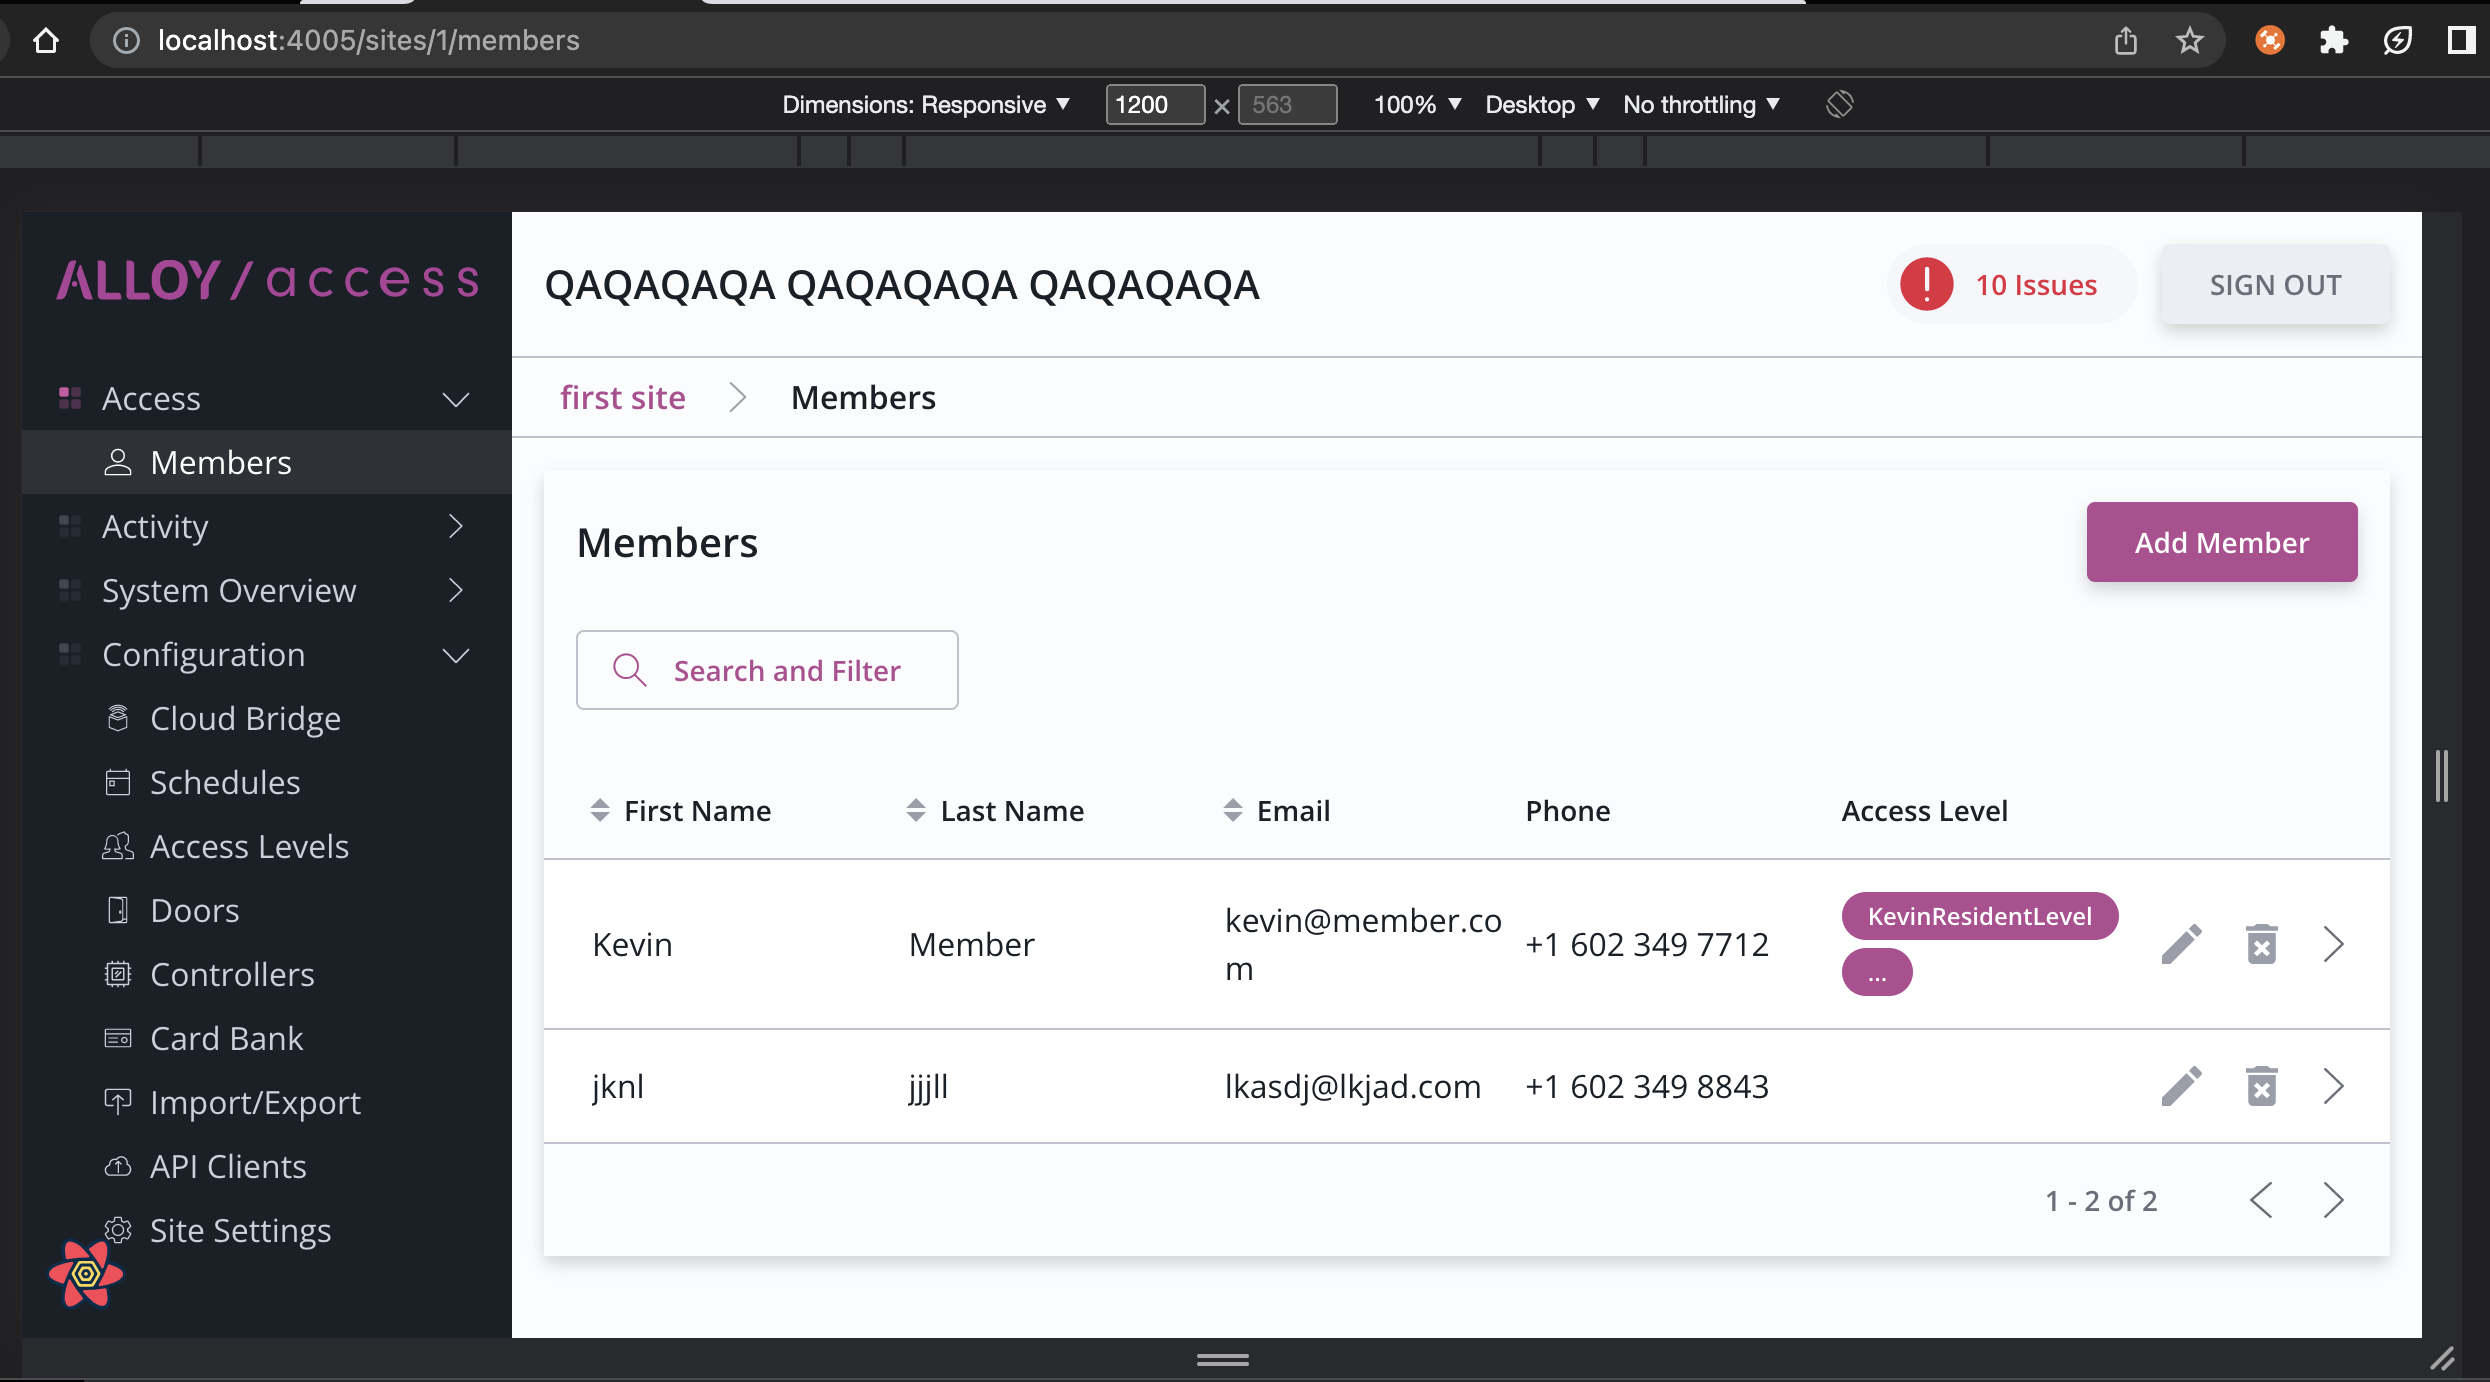 localhost:4005/sites/1/members
Dimensions: Responsive ▼ 1200 × 563 100% ▼ Desktop ▼ No throttling ▼
ALLOY/access
QAQAQAQA QAQAQAQA QAQAQAQA
10 Issues
SIGN OUT
Access
Members
Activity
System Overview
Configuration
Cloud Bridge
Schedules
Access Levels
Doors
Controllers
Card Bank
Import/Export
API Clients
Site Settings
first site > Members
Members
Add Member
Search and Filter
First Name Last Name Email Phone Access Level
Kevin Member kevin@member.co
m +1 602 349 7712 KevinResidentLevel
...
jknl jjjll lkasdj@lkjad.com +1 602 349 8843
1 - 2 of 2